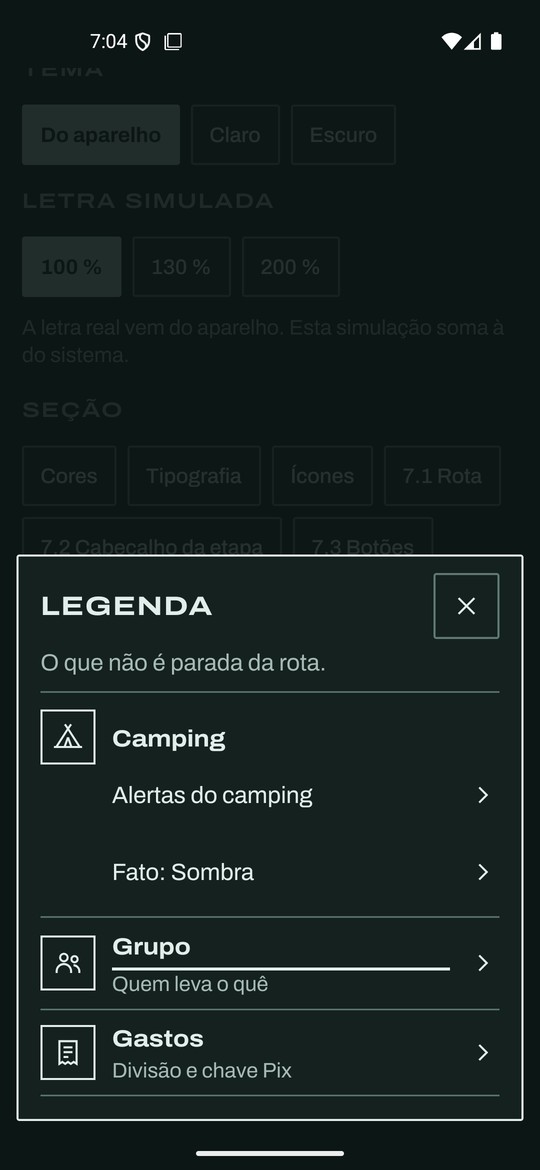 7:04
TEMA
Do aparelho
Claro
Escuro
LETRA SIMULADA
100 %
130 %
200 %
A letra real vem do aparelho. Esta simulação soma à
do sistema.
SEÇÃO
Cores
Tipografia
Ícones
7.1 Rota
7.2 Cabeçalho da etapa
7.3 Botões
LEGENDA
O que não é parada da rota.
Camping
Alertas do camping
Fato: Sombra
Grupo
Quem leva o quê
Gastos
Divisão e chave Pix